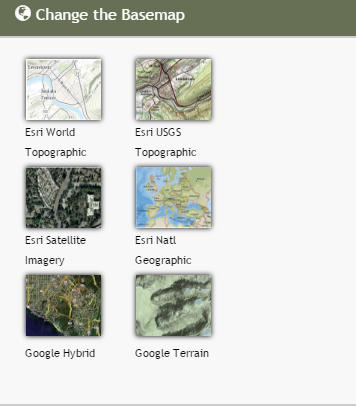 Change the Basemap
Esri World
Topographic
Esri USGS
Topographic
Esri Satellite
Imagery
Esri Natl
Geographic
Google Hybrid
Google Terrain